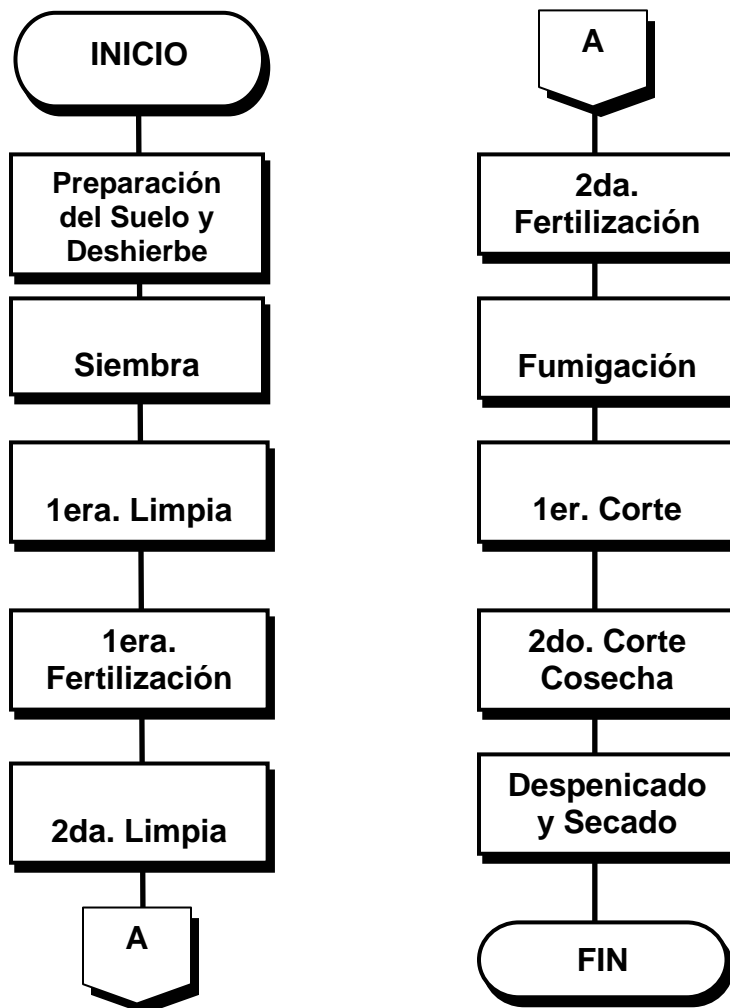 INICIO
Preparación
del Suelo y
Deshierbe
Siembra
1era. Limpia
1era.
Fertilización
2da. Limpia
A
A
2da.
Fertilización
Fumigación
1er. Corte
2do. Corte
Cosecha
Despenicado
y Secado
FIN